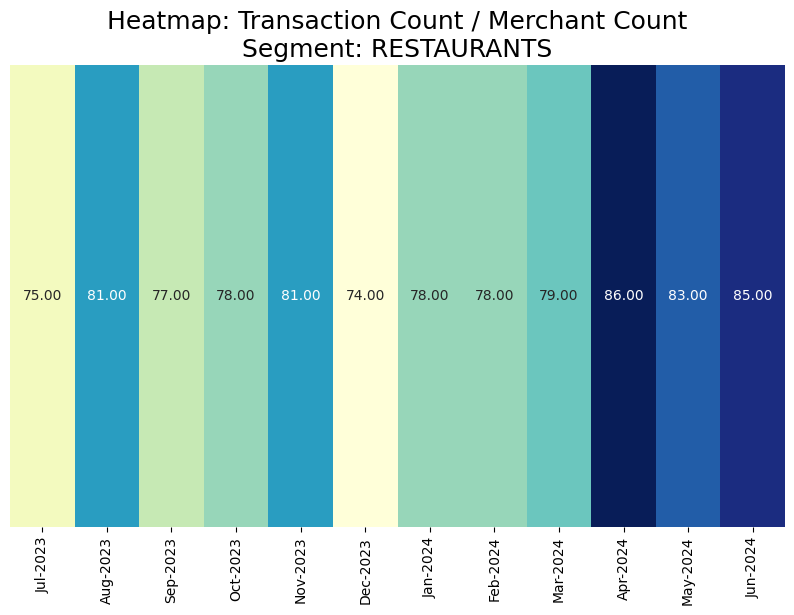 Heatmap: Transaction Count / Merchant Count
Segment: RESTAURANTS
75.00 81.00 77.00 78.00 81.00 74.00 78.00 78.00 79.00 86.00 83.00 85.00
Jul-2023 Aug-2023 Sep-2023 Oct-2023 Nov-2023 Dec-2023 Jan-2024 Feb-2024 Mar-2024 Apr-2024 May-2024 Jun-2024